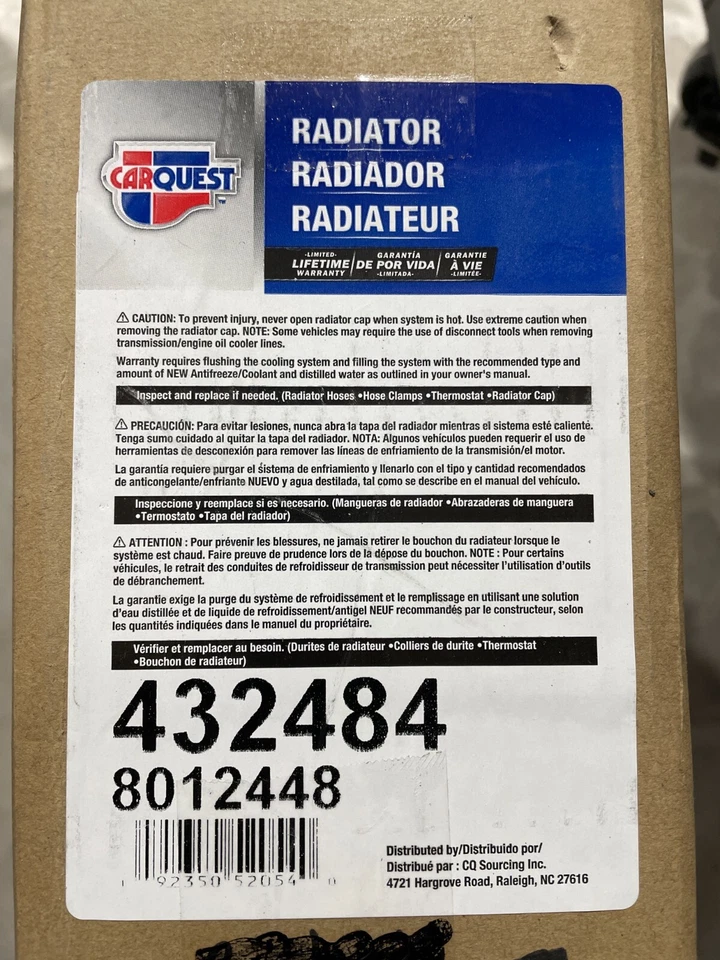 CARQUEST
RADIATOR
RADIADOR
RADIATEUR
-LIMITED-
LIFETIME
WARRANTY
GARANTÍA
DE POR VIDA
-LIMITADA-
GARANTIE
À VIE
-LIMITÉE-
⚠ CAUTION: To prevent injury, never open radiator cap when system is hot. Use extreme caution when
removing the radiator cap. NOTE: Some vehicles may require the use of disconnect tools when removing
transmission/engine oil cooler lines.
Warranty requires flushing the cooling system and filling the system with the recommended type and
amount of NEW Antifreeze/Coolant and distilled water as outlined in your owner's manual.
Inspect and replace if needed. (Radiator Hoses •Hose Clamps •Thermostat •Radiator Cap)
⚠ PRECAUCIÓN: Para evitar lesiones, nunca abra la tapa del radiador mientras el sistema esté caliente.
Tenga sumo cuidado al quitar la tapa del radiador. NOTA: Algunos vehículos pueden requerir el uso de
herramientas de desconexión para remover las líneas de enfriamiento de la transmisión/el motor.
La garantía requiere purgar el sistema de enfriamiento y llenarlo con el tipo y cantidad recomendados
de anticongelante/enfriante NUEVO y agua destilada, tal como se describe en el manual del vehículo.
Inspeccione y reemplace si es necesario. (Mangueras de radiador •Abrazaderas de manguera
•Termostato •Tapa del radiador)
⚠ ATTENTION : Pour prévenir les blessures, ne jamais retirer le bouchon du radiateur lorsque le
système est chaud. Faire preuve de prudence lors de la dépose du bouchon. NOTE : Pour certains
véhicules, le retrait des conduites de refroidisseur de transmission peut nécessiter l'utilisation d'outils
de débranchement.
La garantie exige la purge du système de refroidissement et le remplissage en utilisant une solution
d'eau distillée et de liquide de refroidissement/antigel NEUF recommandés par le constructeur, selon
les quantités indiquées dans le manuel du propriétaire.
Vérifier et remplacer au besoin. (Durites de radiateur •Colliers de durite •Thermostat
•Bouchon de radiateur)
432484
8012448
1 92350 52054 0
Distributed by/Distribuido por/
Distribué par : CQ Sourcing Inc.
4721 Hargrove Road, Raleigh, NC 27616